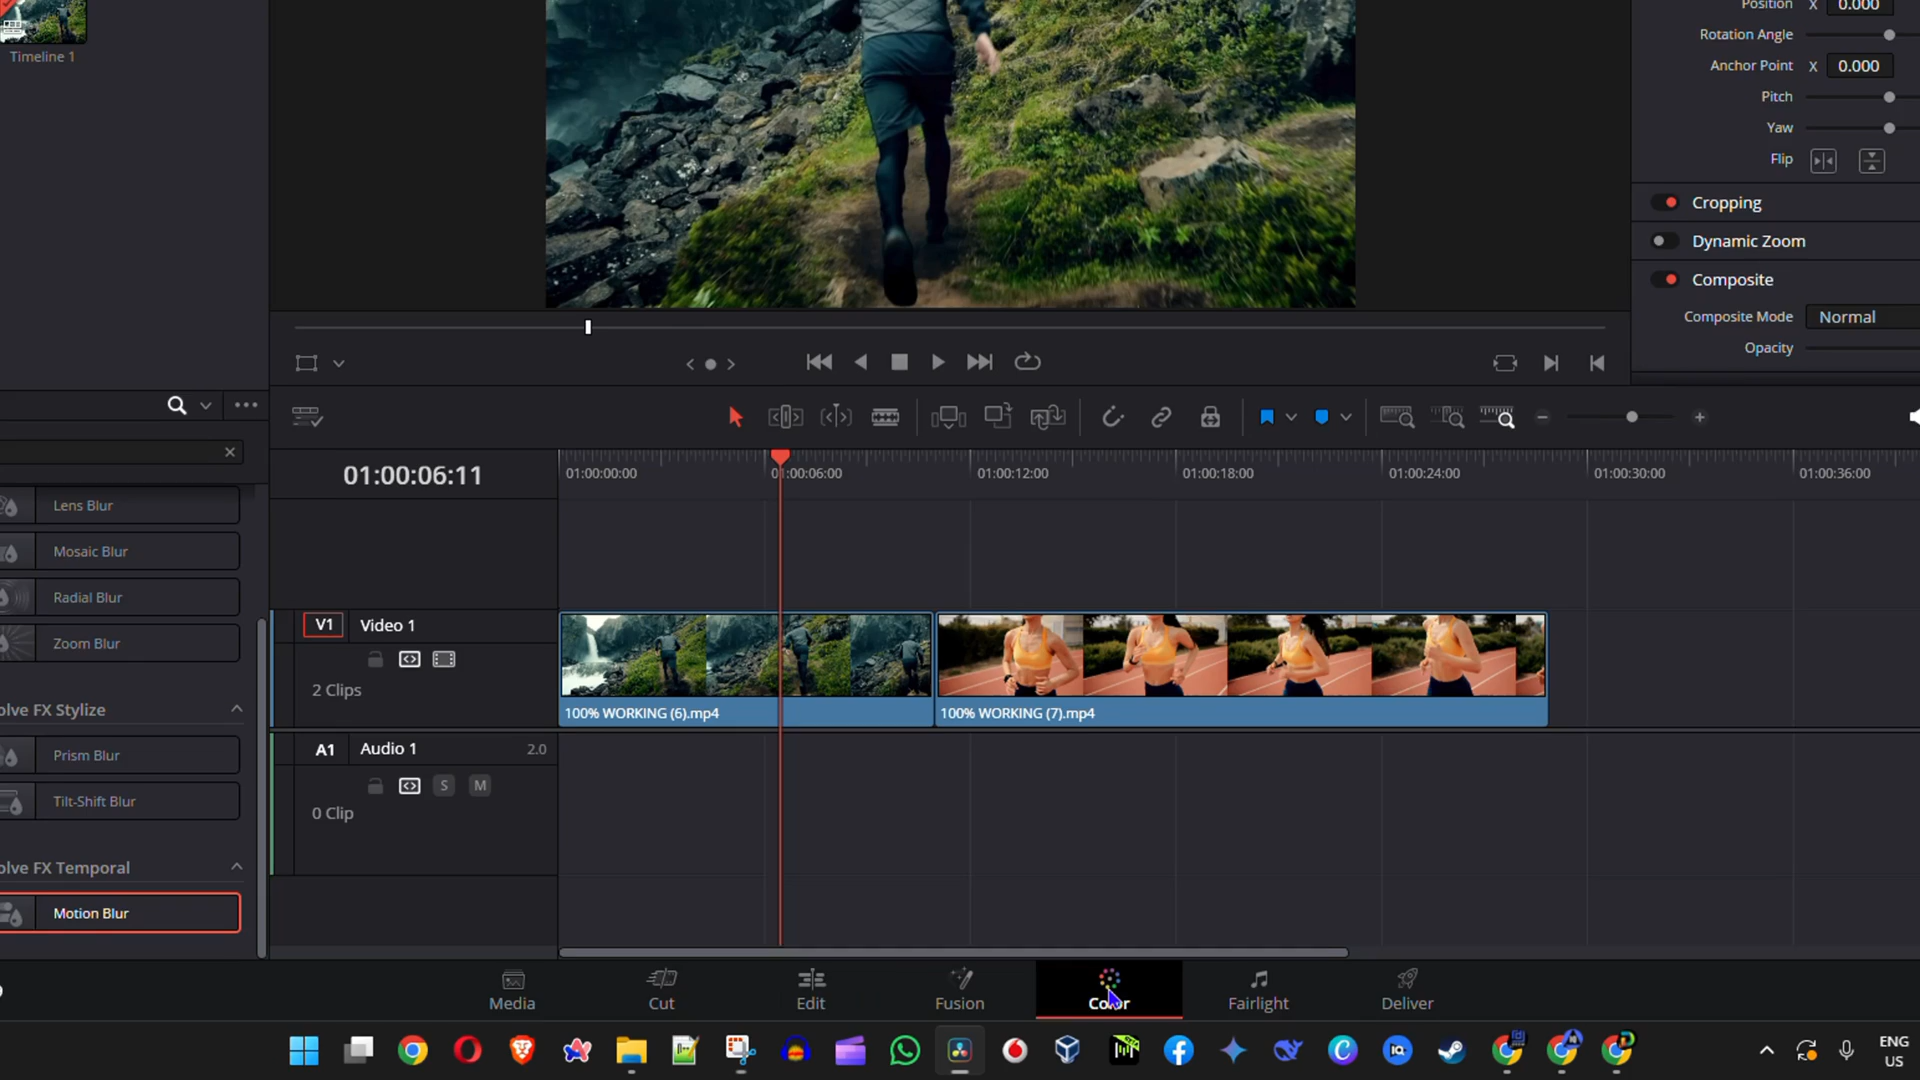 Timeline 1
Position X 0.000
Rotation Angle
Anchor Point X 0.000
Pitch
Yaw
Flip
Cropping
Dynamic Zoom
Composite
Composite Mode Normal
Opacity
01:00:06:11
01:00:00:00 01:00:06:00 01:00:12:00 01:00:18:00 01:00:24:00 01:00:30:00 01:00:36:00
Lens Blur
Mosaic Blur
Radial Blur
Zoom Blur
olve FX Stylize
Prism Blur
Tilt-Shift Blur
olve FX Temporal
Motion Blur
V1 Video 1
2 Clips
100% WORKING (6).mp4
100% WORKING (7).mp4
A1 Audio 1 2.0
S M
0 Clip
Media Cut Edit Fusion Color Fairlight Deliver
ENG
US